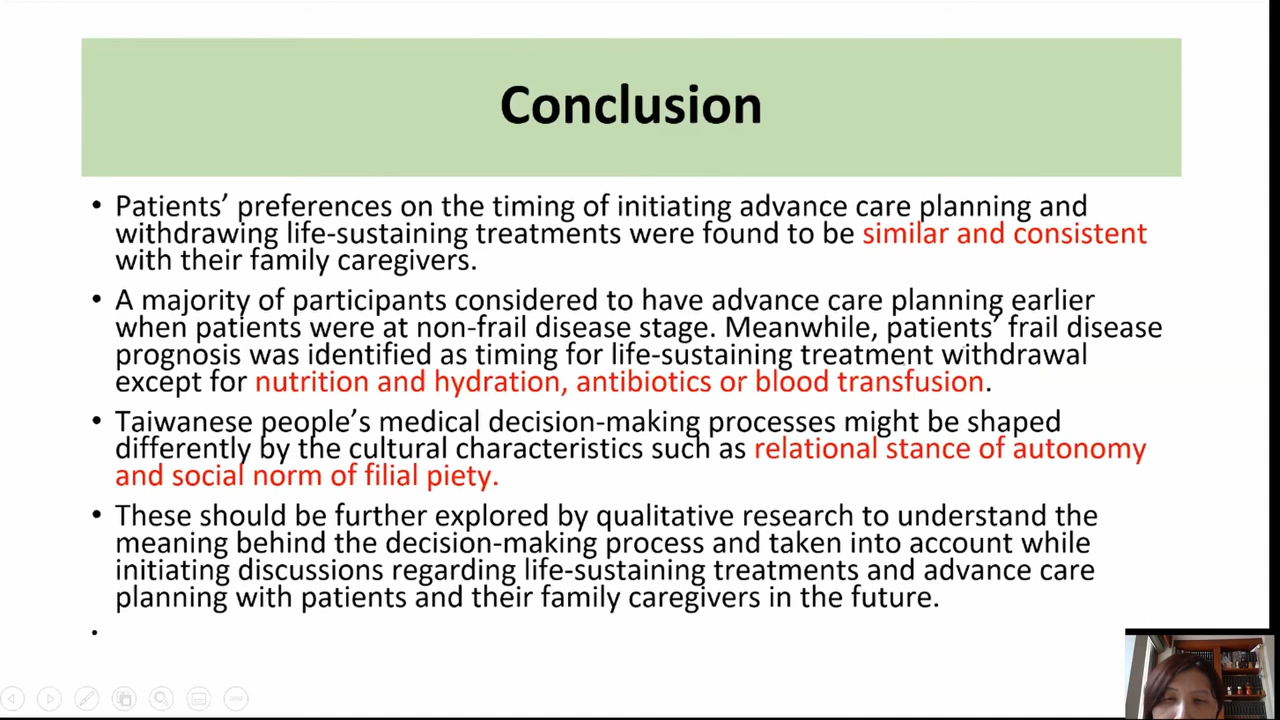 Conclusion
• Patients’ preferences on the timing of initiating advance care planning and
withdrawing life-sustaining treatments were found to be similar and consistent
with their family caregivers.
• A majority of participants considered to have advance care planning earlier
when patients were at non-frail disease stage. Meanwhile, patients’ frail disease
prognosis was identified as timing for life-sustaining treatment withdrawal
except for nutrition and hydration, antibiotics or blood transfusion.
• Taiwanese people’s medical decision-making processes might be shaped
differently by the cultural characteristics such as relational stance of autonomy
and social norm of filial piety.
• These should be further explored by qualitative research to understand the
meaning behind the decision-making process and taken into account while
initiating discussions regarding life-sustaining treatments and advance care
planning with patients and their family caregivers in the future.
•